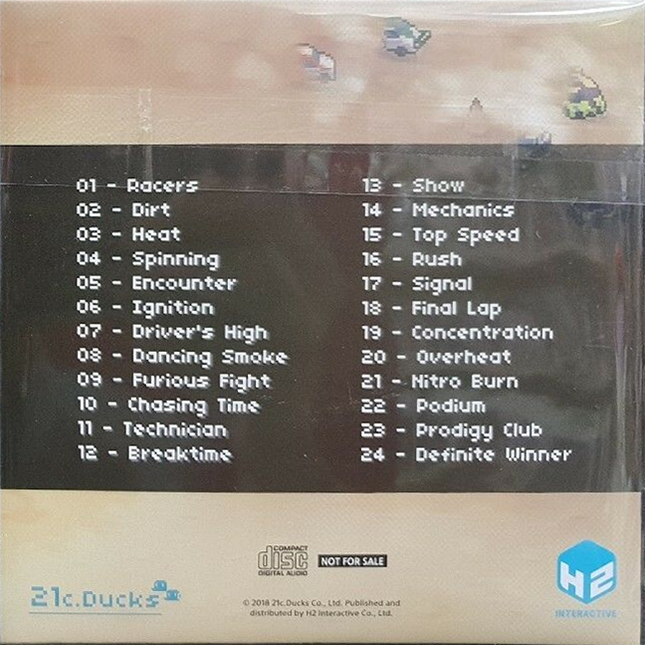 01 - Racers
02 - Dirt
03 - Heat
04 - Spinning
05 - Encounter
06 - Ignition
07 - Driver's High
08 - Dancing Smoke
09 - Furious Fight
10 - Chasing Time
11 - Technician
12 - Breaktime
13 - Show
14 - Mechanics
15 - Top Speed
16 - Rush
17 - Signal
18 - Final Lap
19 - Concentration
20 - Overheat
21 - Nitro Burn
22 - Podium
23 - Prodigy Club
24 - Definite Winner
21c.Ducks
COMPACT
disc
DIGITAL AUDIO
NOT FOR SALE
© 2018 21c.Ducks Co., Ltd. Published and
distributed by H2 Interactive Co., Ltd.
H2
INTERACTIVE